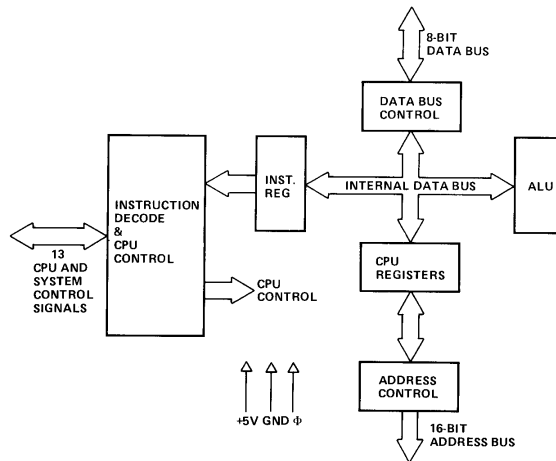 8-BIT
DATA BUS
DATA BUS
CONTROL
INST.
REG
INTERNAL DATA BUS
ALU
INSTRUCTION
DECODE
&
CPU
CONTROL
13
CPU AND
SYSTEM
CONTROL
SIGNALS
CPU
CONTROL
CPU
REGISTERS
ADDRESS
CONTROL
+5V GND Φ
16-BIT
ADDRESS BUS